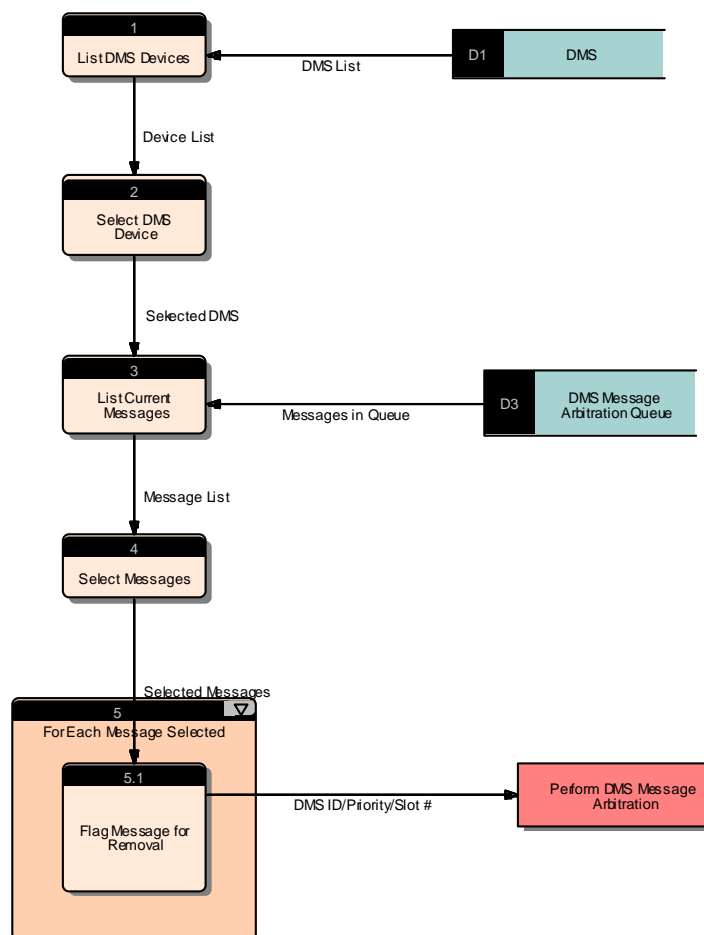 1
List DMS Devices
D1
DMS
DMS List
Device List
2
Select DMS
Device
Selected DMS
3
List Current
Messages
D3
DMS Message
Arbitration Queue
Messages in Queue
Message List
4
Select Messages
Selected Messages
5
For Each Message Selected
5.1
Flag Message for
Removal
DMS ID/Priority/Slot #
Perform DMS Message
Arbitration